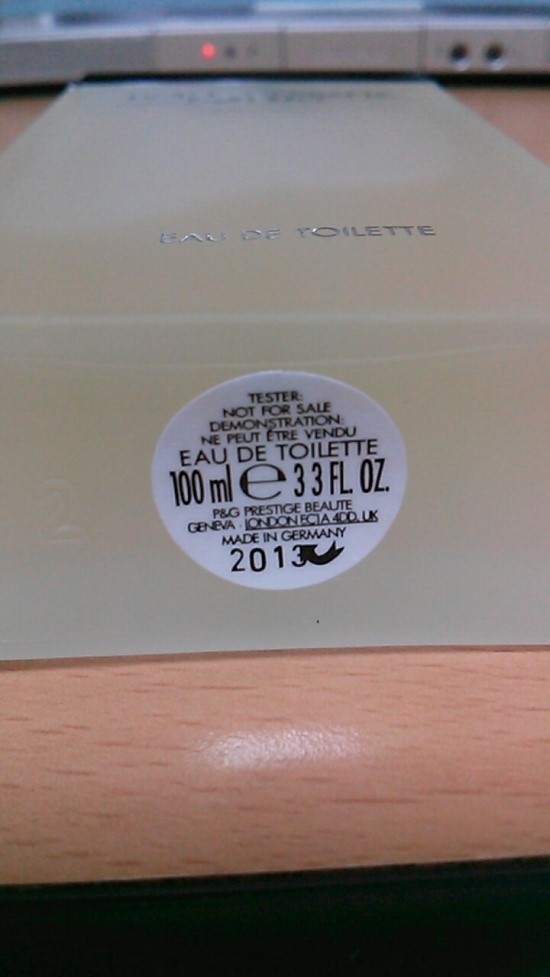 EAU DE TOILETTE
TESTER:
NOT FOR SALE
DEMONSTRATION:
NE PEUT ÊTRE VENDU
EAU DE TOILETTE
100 ml e 3 3 FL. OZ.
P&G PRESTIGE BEAUTE
GENEVA · LONDON EC1A 4DD. UK
MADE IN GERMANY
2013